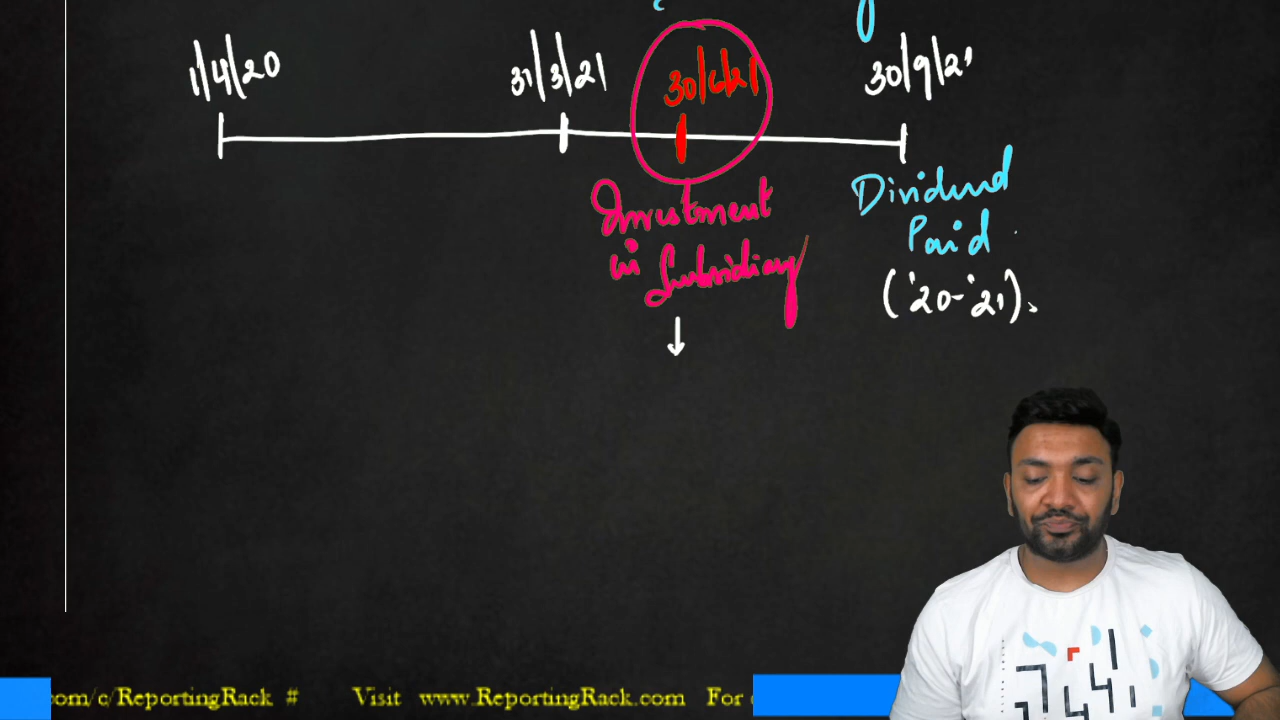 1/4/20 31/3/21 30/6/21 30/9/21
Investment
in Subsidiary
Dividend
Paid
('20-'21).
com/c/ReportingRack # Visit www.ReportingRack.com For